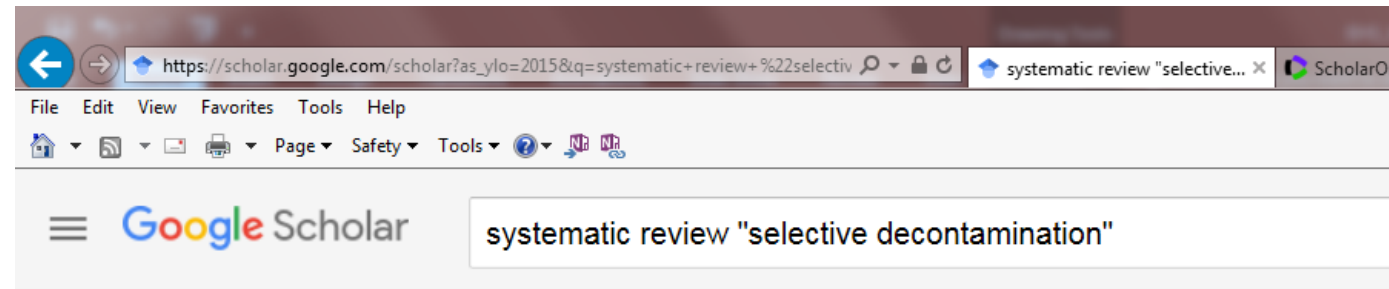 https://scholar.google.com/scholar?as_ylo=2015&q=systematic+review+%22selectiv systematic review "selective... ScholarO
File Edit View Favorites Tools Help
Page Safety Tools
Google Scholar systematic review "selective decontamination"